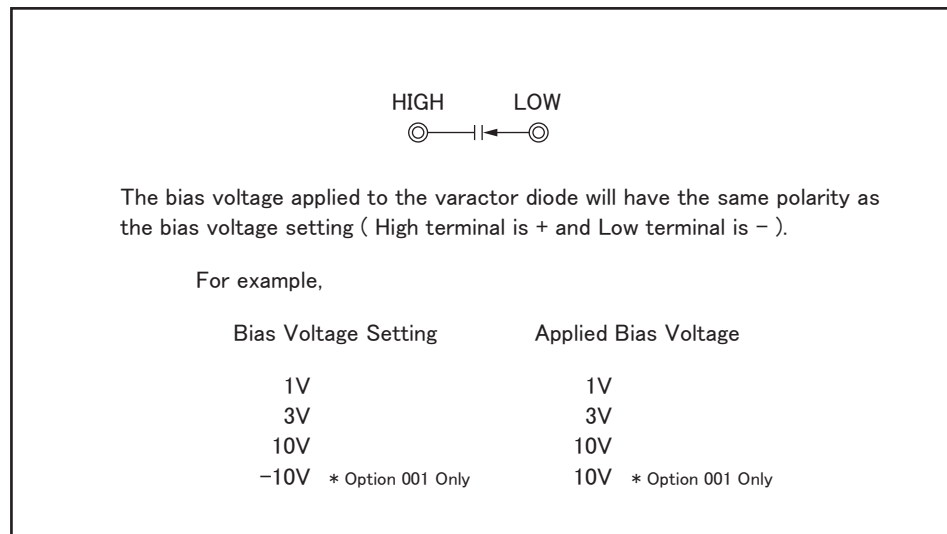 HIGH LOW
The bias voltage applied to the varactor diode will have the same polarity as
the bias voltage setting ( High terminal is + and Low terminal is − ).
For example,
Bias Voltage Setting Applied Bias Voltage
1V 1V
3V 3V
10V 10V
−10V * Option 001 Only 10V * Option 001 Only